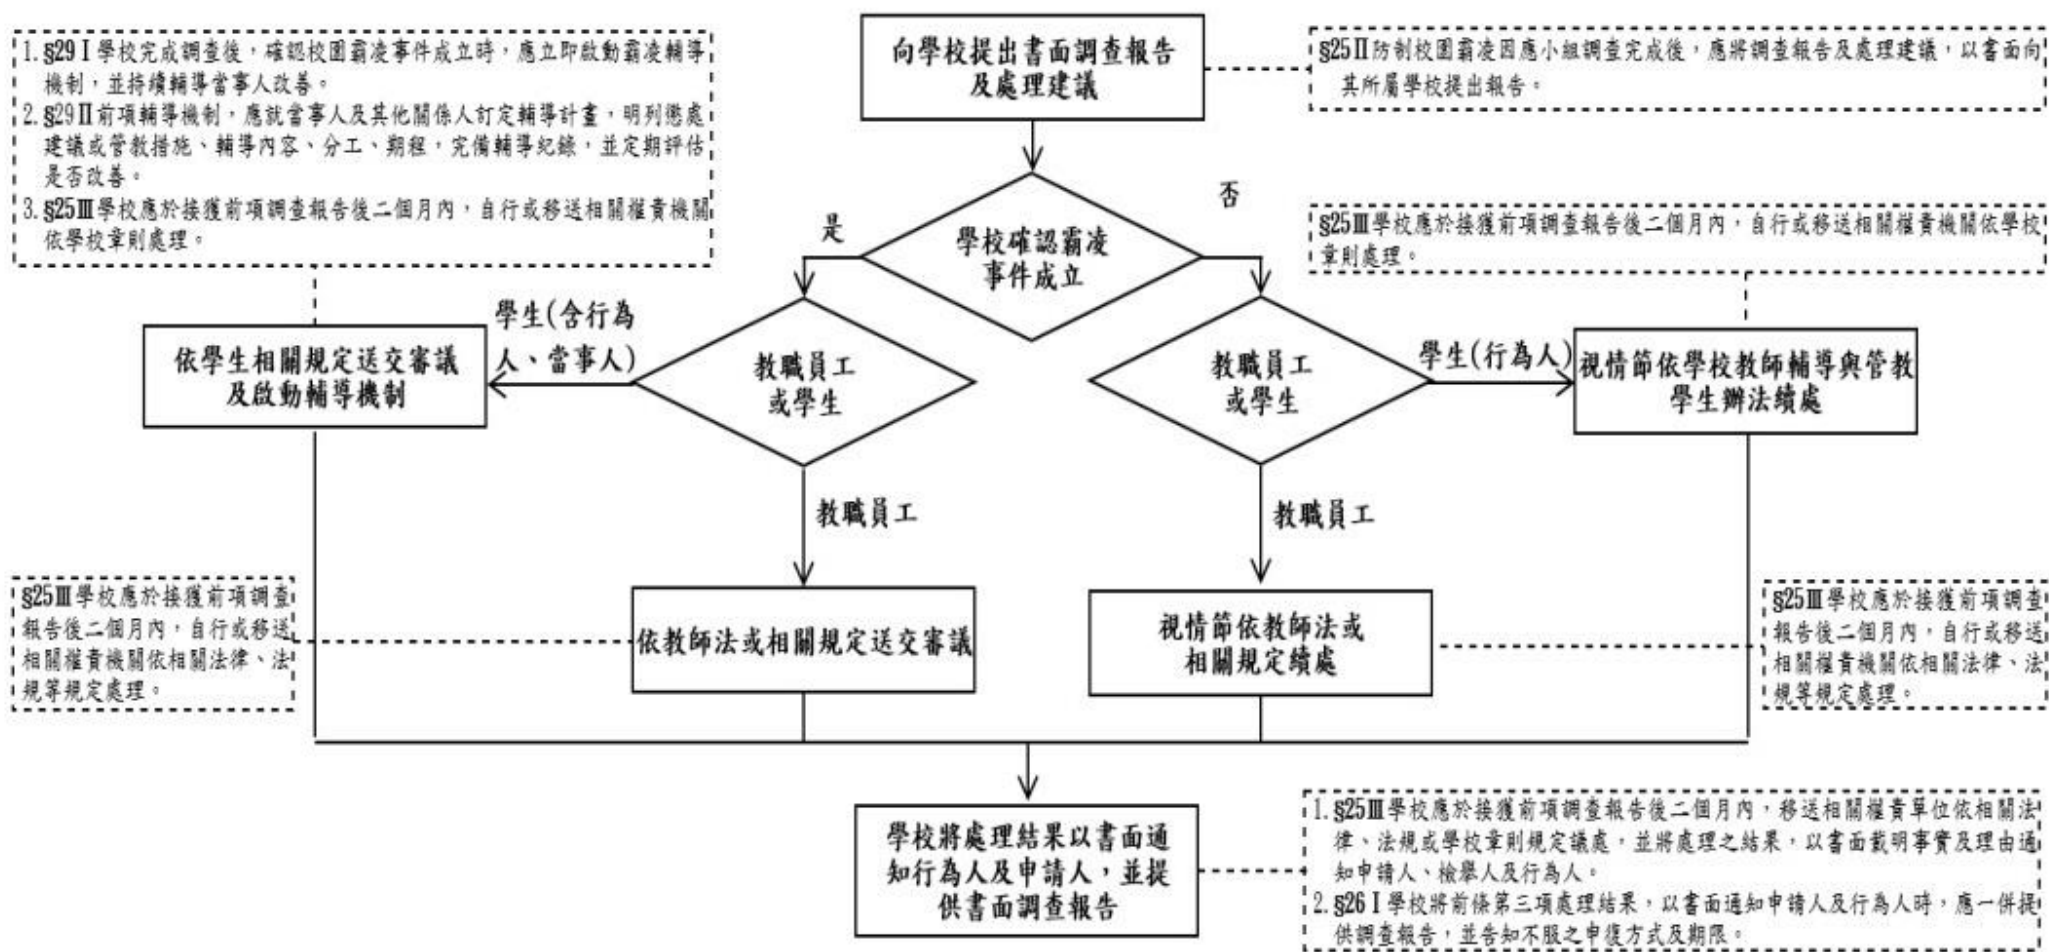 向學校提出書面調查報告
及處理建議
1. §29 I 學校完成調查後，確認校園霸凌事件成立時，應立即啟動霸凌輔導
機制，並持續輔導當事人改善。
2. §29 II 前項輔導機制，應就當事人及其他關係人訂定輔導計畫，明列懲處
建議或管教措施、輔導內容、分工、期程，完備輔導紀錄，並定期評估
是否改善。
3. §25 III 學校應於接獲前項調查報告後二個月內，自行或移送相關權責機關
依學校章則處理。
§25 II 防制校園霸凌因應小組調查完成後，應將調查報告及處理建議，以書面向
其所屬學校提出報告。
否
是
學校確認霸凌
事件成立
§25 III 學校應於接獲前項調查報告後二個月內，自行或移送相關權責機關依學校
章則處理。
依學生相關規定送交審議
及啟動輔導機制
學生(含行為
人、當事人)
教職員工
或學生
教職員工
或學生
學生(行為人)
視情節依學校教師輔導與管教
學生辦法續處
教職員工
教職員工
§25 III 學校應於接獲前項調查
報告後二個月內，自行或移送
相關權責機關依相關法律、法
規等規定處理。
依教師法或相關規定送交審議
視情節依教師法或
相關規定續處
§25 III 學校應於接獲前項調查
報告後二個月內，自行或移送
相關權責機關依相關法律、法
規等規定處理。
學校將處理結果以書面通
知行為人及申請人，並提
供書面調查報告
1. §25 III 學校應於接獲前項調查報告後二個月內，移送相關權責單位依相關法
律、法規或學校章則規定議處，並將處理之結果，以書面載明事實及理由通
知申請人、檢舉人及行為人。
2. §26 I 學校將前條第三項處理結果，以書面通知申請人及行為人時，應一併提
供調查報告，並告知不服之申復方式及期限。